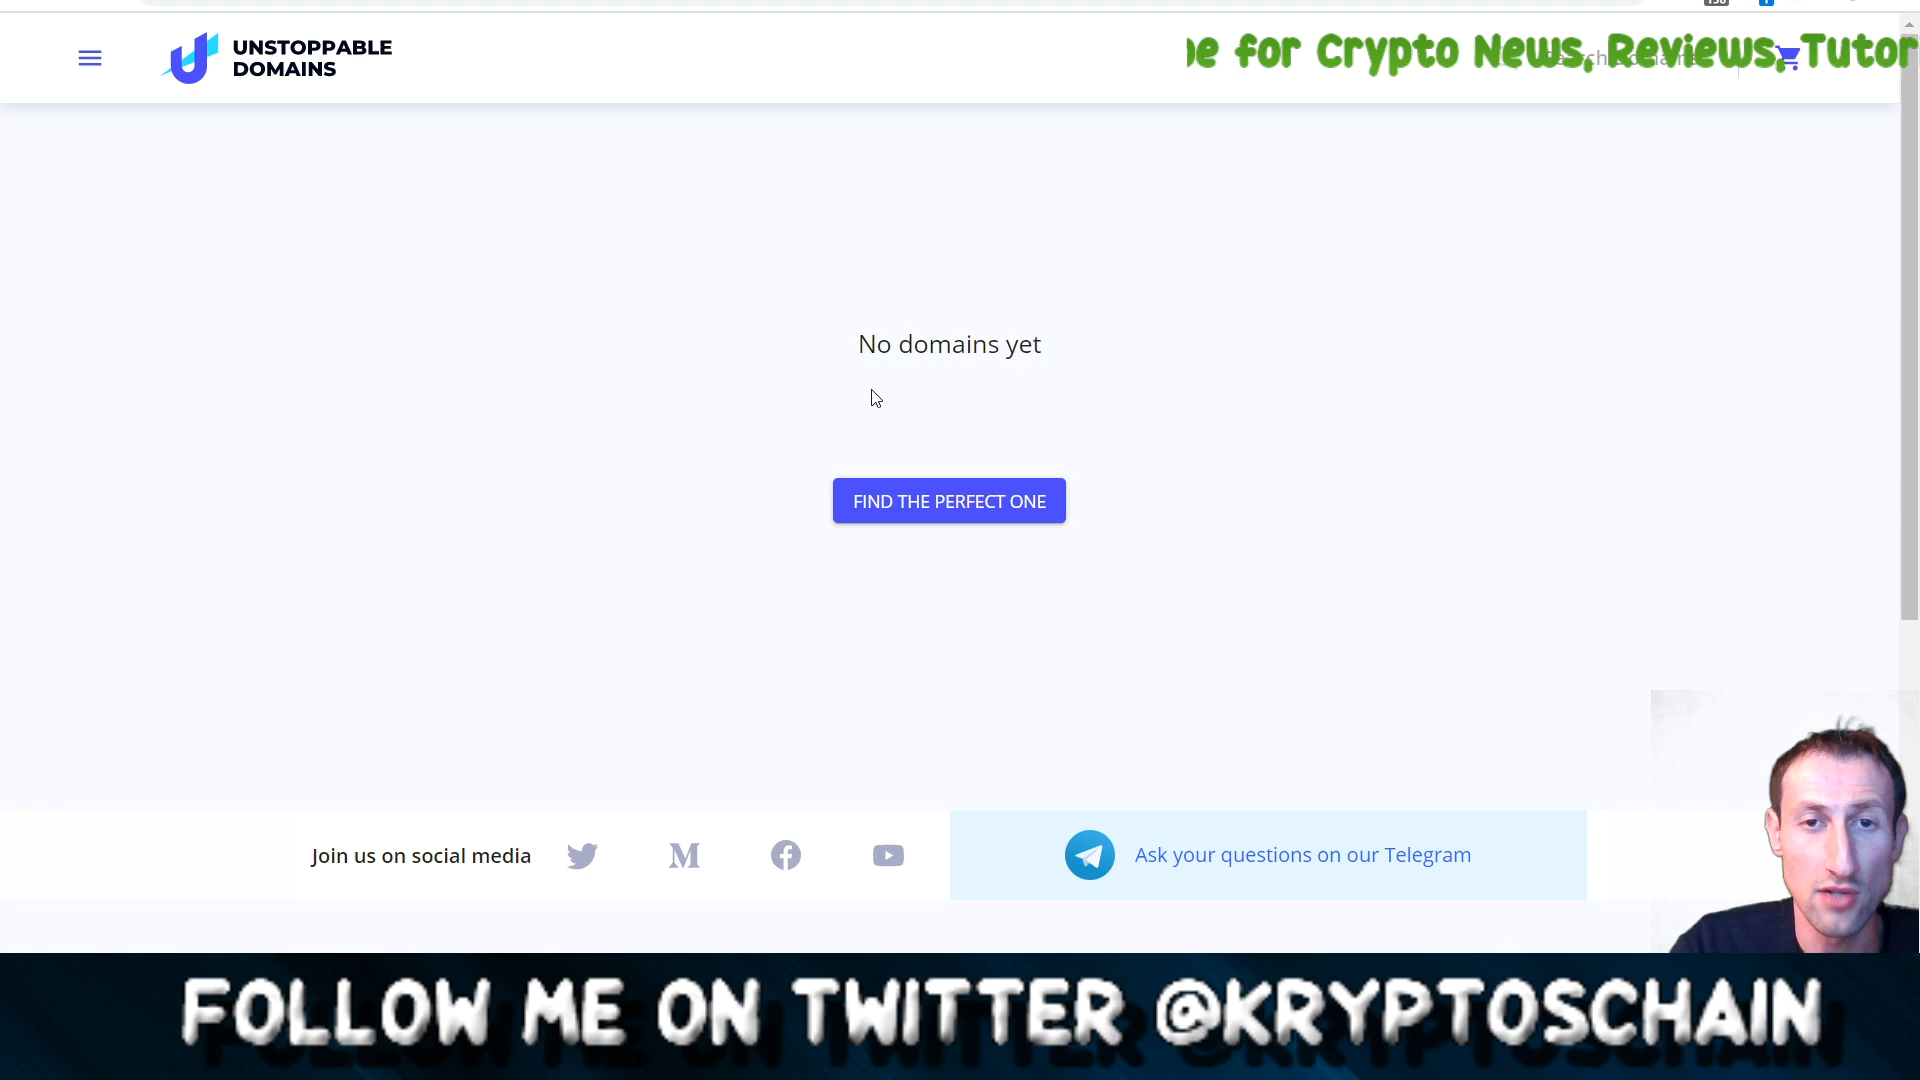 UNSTOPPABLE
DOMAINS
for Crypto News, Reviews, Tutor
No domains yet
FIND THE PERFECT ONE
Join us on social media
Ask your questions on our Telegram
FOLLOW ME ON TWITTER @KRYPTOSCHAIN